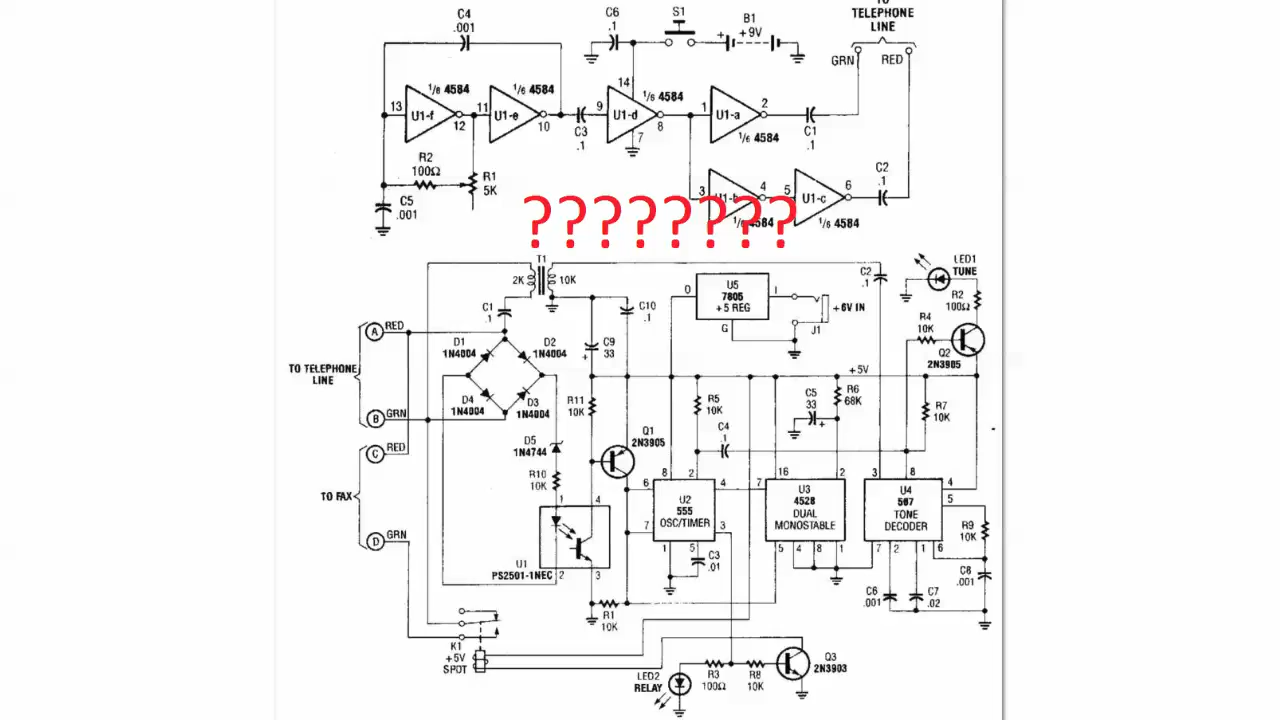 TO
TELEPHONE
LINE
C4
.001
C6
.1
S1
B1
+
+9V
GRN
RED
14
1/6 4584
1/6 4584
1/6 4584
13
U1-f
12
11
U1-e
10
C3
.1
9
U1-d
8
7
1
U1-a
2
1/6 4584
C1
.1
R2
100Ω
R1
5K
C5
.001
3
4
5
U1-c
6
C2
.1
1/6 4584
1/6 4584
????????
T1
2K
10K
C1
.1
C10
.1
C9
33
+
O
U5
7805
+5 REG
I
G
+6V IN
J1
C2
.1
LED1
TUNE
R2
100Ω
R4
10K
Q2
2N3905
TO TELEPHONE
LINE
A
RED
B
GRN
C
RED
TO FAX
D
GRN
D1
1N4004
D2
1N4004
D4
1N4004
D3
1N4004
D5
1N4744
R10
10K
R11
10K
Q1
2N3905
+5V
R5
10K
C4
.1
C5
33
+
R6
68K
R7
10K
1
4
U1
PS2501-1NEC
2
3
R1
10K
8
2
6
U2
555
OSC/TIMER
4
7
3
1
5
C3
.01
16
2
7
U3
4528
DUAL
MONOSTABLE
5
4
8
1
3
8
U4
567
TONE
DECODER
4
5
7
2
1
6
R9
10K
C8
.001
C6
.001
C7
.02
K1
+5V
SPDT
LED2
RELAY
R3
100Ω
R8
10K
Q3
2N3903